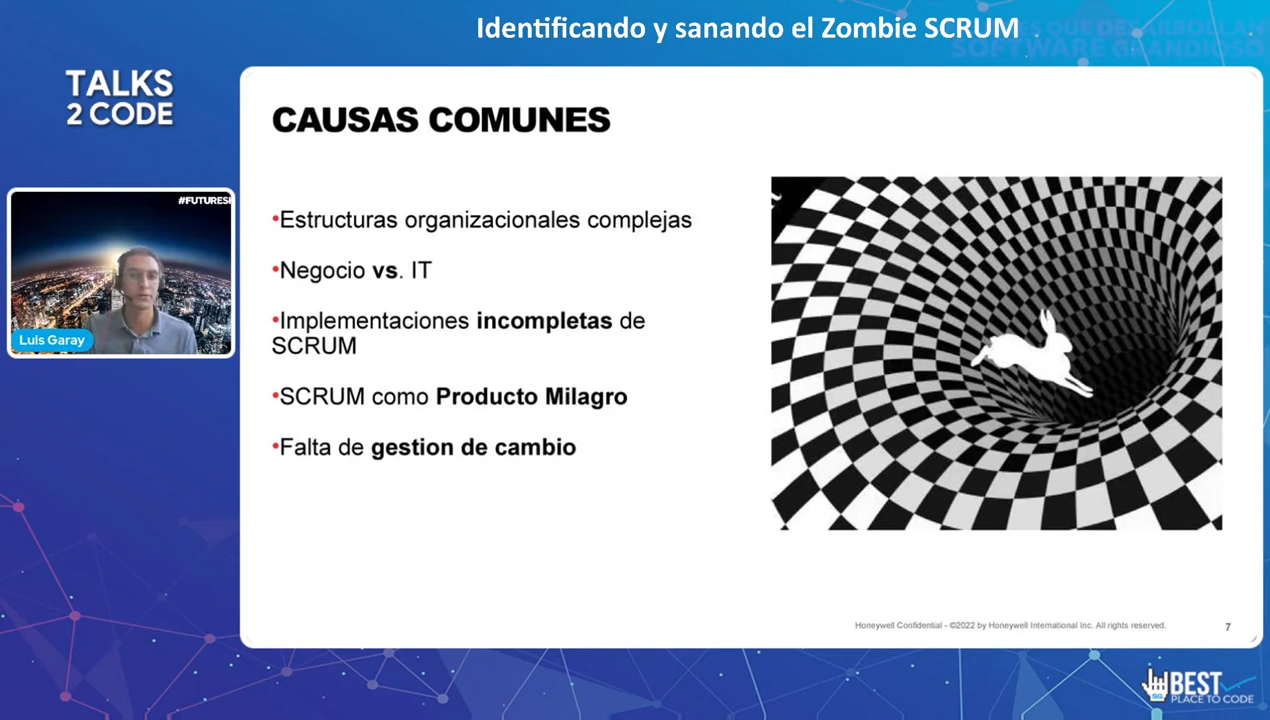 Identificando y sanando el Zombie SCRUM
TALKS
2 CODE
CAUSAS COMUNES
#FUTURES
Luis Garay
•Estructuras organizacionales complejas
•Negocio vs. IT
•Implementaciones incompletas de
SCRUM
•SCRUM como Producto Milagro
•Falta de gestion de cambio
Honeywell Confidential - ©2022 by Honeywell International Inc. All rights reserved.
7
SG
BEST
PLACE TO CODE